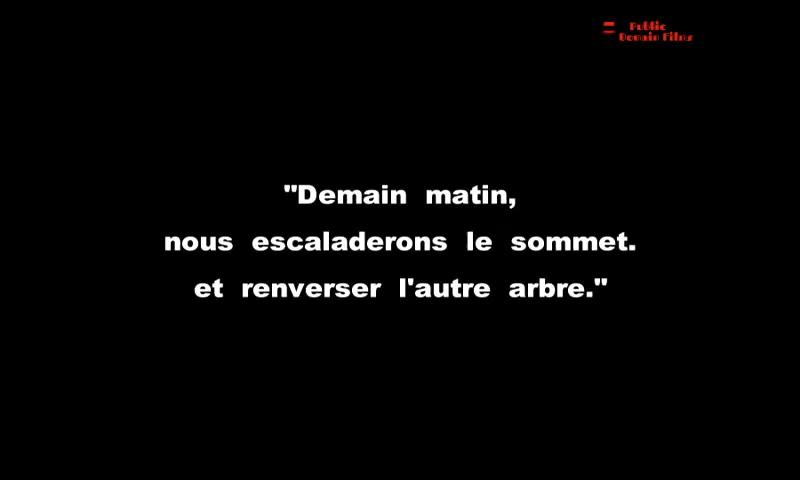 Public
Domain Films
"Demain matin,
nous escaladerons le sommet.
et renverser l'autre arbre."